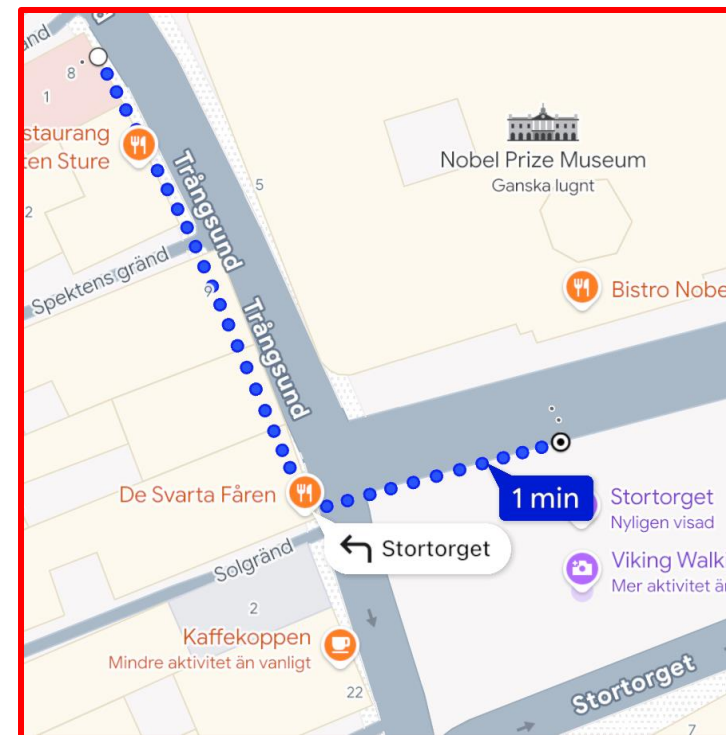 8
1
staurang
ten Sture
2
Trångsund
5
Nobel Prize Museum
Ganska lugnt
Spektens gränd
9
Bistro Nobe
Trångsund
De Svarta Fåren
1 min
Stortorget
Nyligen visad
Stortorget
Solgränd
Viking Walk
Mer aktivitet än
2
Kaffekoppen
Mindre aktivitet än vanligt
22
Stortorget
7